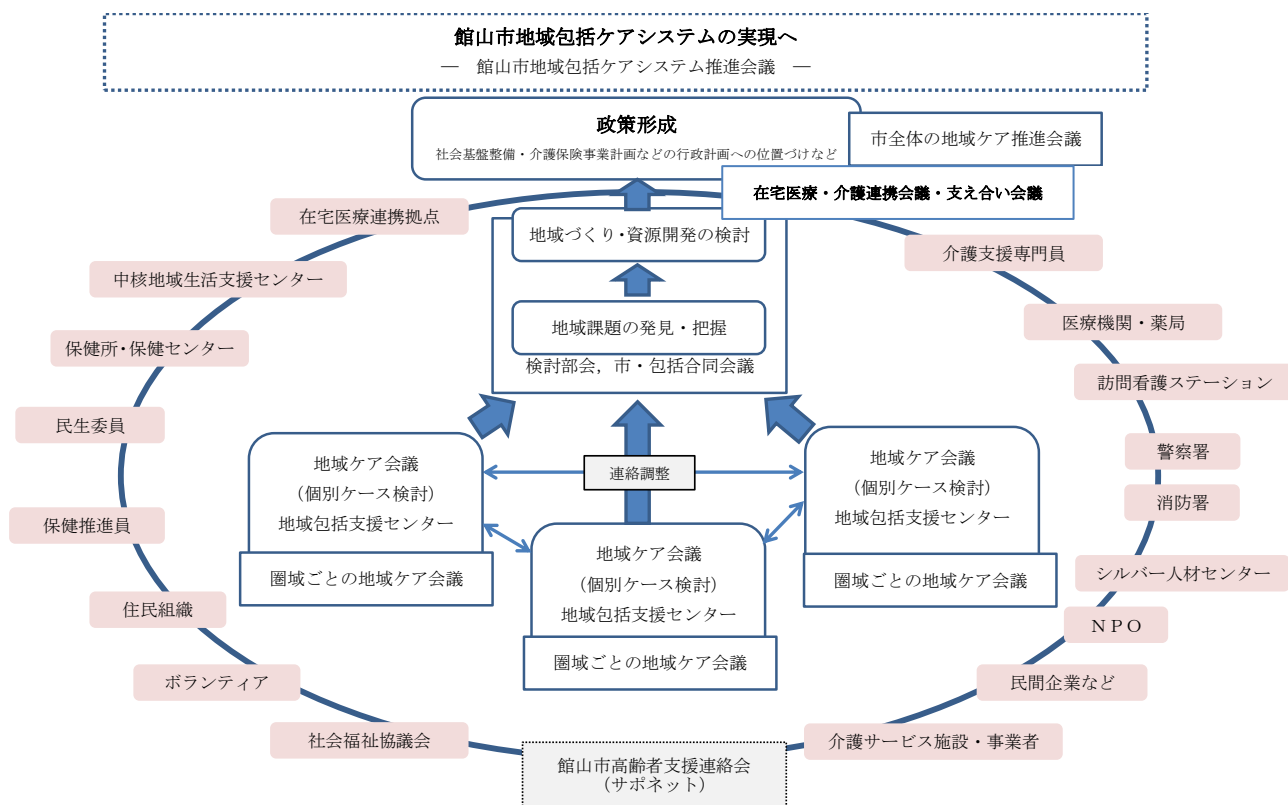 館山市地域包括ケアシステムの実現へ
― 館山市地域包括ケアシステム推進会議 ―
政策形成
社会基盤整備・介護保険事業計画などの行政計画への位置づけなど
市全体の地域ケア推進会議
在宅医療・介護連携会議・支え合い会議
地域づくり・資源開発の検討
地域課題の発見・把握
検討部会，市・包括合同会議
在宅医療連携拠点
中核地域生活支援センター
保健所・保健センター
民生委員
保健推進員
住民組織
ボランティア
社会福祉協議会
介護支援専門員
医療機関・薬局
訪問看護ステーション
警察署
消防署
シルバー人材センター
ＮＰＯ
民間企業など
介護サービス施設・事業者
地域ケア会議
（個別ケース検討）
地域包括支援センター
圏域ごとの地域ケア会議
連絡調整
地域ケア会議
（個別ケース検討）
地域包括支援センター
圏域ごとの地域ケア会議
地域ケア会議
（個別ケース検討）
地域包括支援センター
圏域ごとの地域ケア会議
館山市高齢者支援連絡会
（サポネット）